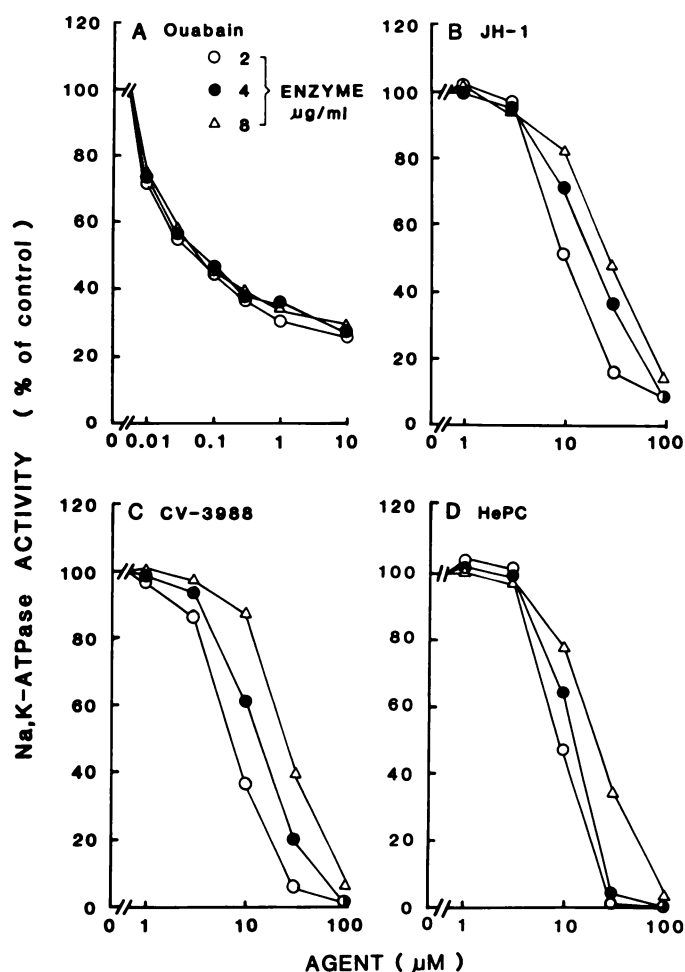 A Ouabain
2
4
8
ENZYME
µg/ml
120
100
80
60
40
20
0
0 0.01 0.1 1 10
B JH-1
120
100
80
60
40
20
0
0 1 10 100
C CV-3988
120
100
80
60
40
20
0
0 1 10 100
D HePC
120
100
80
60
40
20
0
0 1 10 100
Na,K-ATPase ACTIVITY ( % of control )
AGENT ( µM )